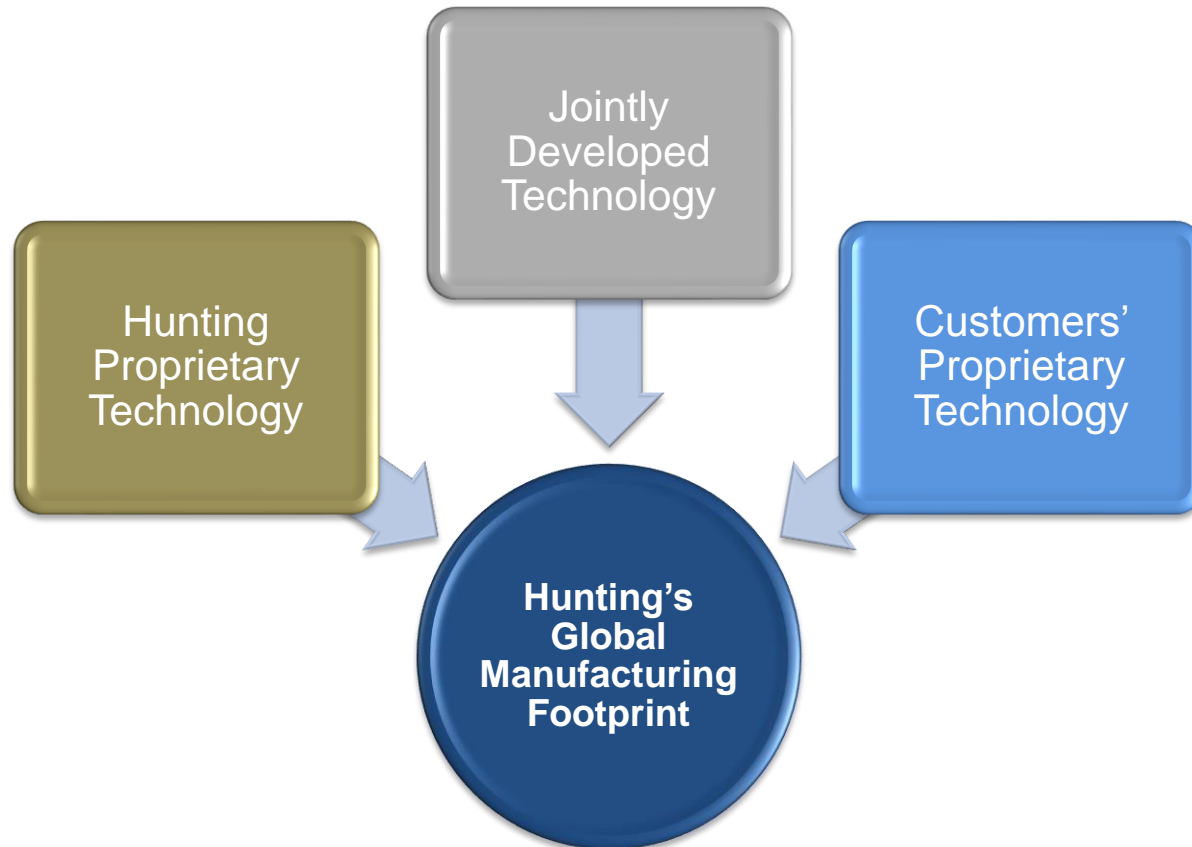 Jointly
Developed
Technology
Hunting
Proprietary
Technology
Customers’
Proprietary
Technology
Hunting’s
Global
Manufacturing
Footprint